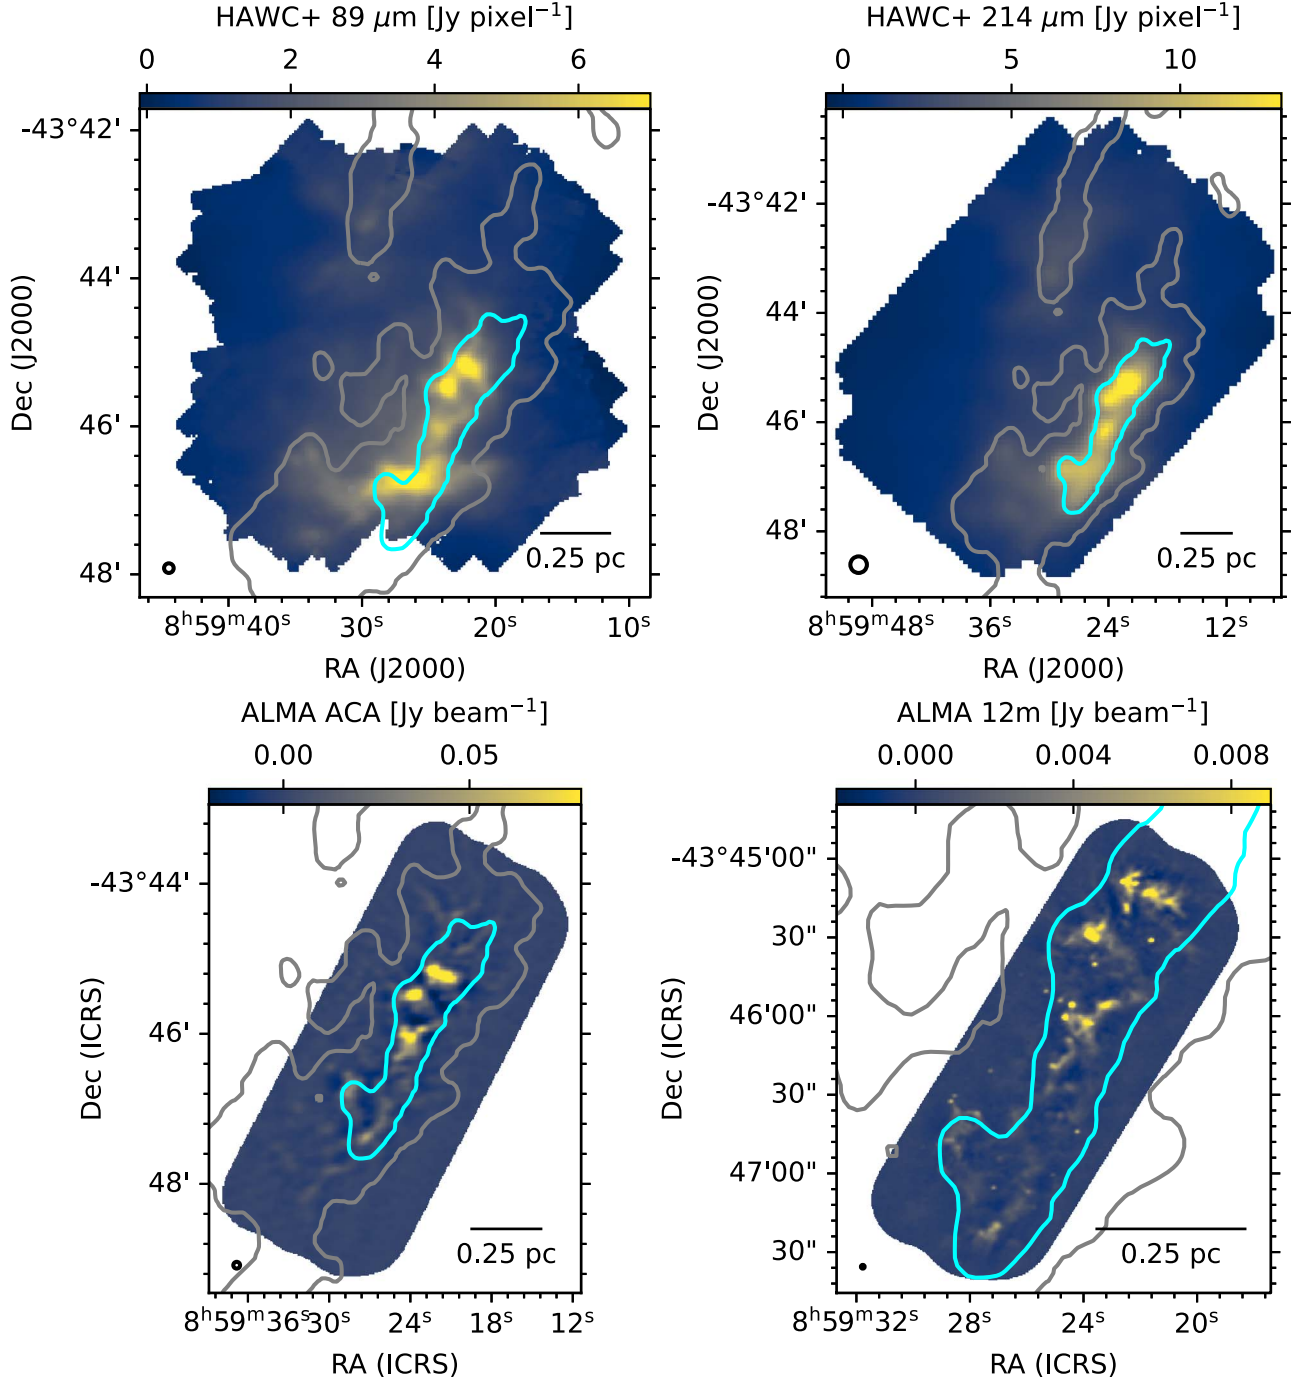 HAWC+ 89 μm [Jy pixel⁻¹]
0 2 4 6
-43°42'
44'
46'
48'
Dec (J2000)
0.25 pc
8ʰ59ᵐ40ˢ 30ˢ 20ˢ 10ˢ
RA (J2000)
HAWC+ 214 μm [Jy pixel⁻¹]
0 5 10
-43°42'
44'
46'
48'
Dec (J2000)
0.25 pc
8ʰ59ᵐ48ˢ 36ˢ 24ˢ 12ˢ
RA (J2000)
ALMA ACA [Jy beam⁻¹]
0.00 0.05
-43°44'
46'
48'
Dec (ICRS)
0.25 pc
8ʰ59ᵐ36ˢ30ˢ 24ˢ 18ˢ 12ˢ
RA (ICRS)
ALMA 12m [Jy beam⁻¹]
0.000 0.004 0.008
-43°45'00"
30"
46'00"
30"
47'00"
30"
Dec (ICRS)
0.25 pc
8ʰ59ᵐ32ˢ 28ˢ 24ˢ 20ˢ
RA (ICRS)